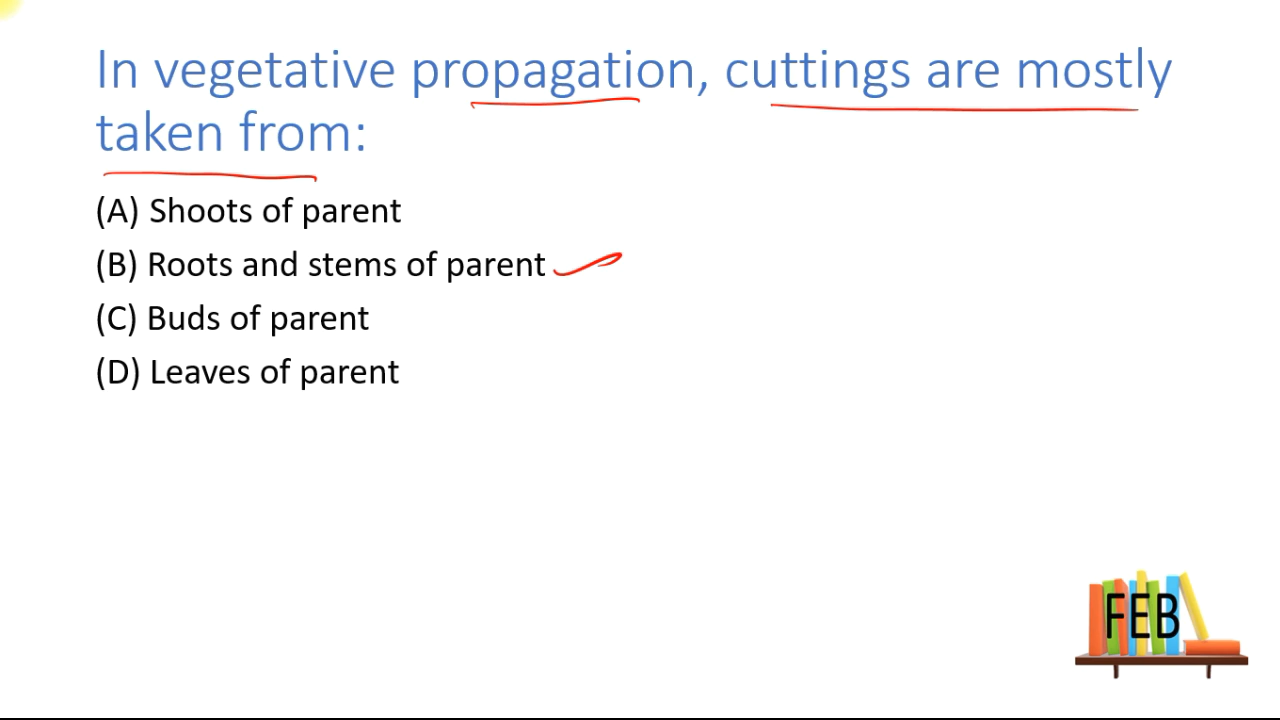 In vegetative propagation, cuttings are mostly
taken from:
(A) Shoots of parent
(B) Roots and stems of parent
(C) Buds of parent
(D) Leaves of parent
FEB